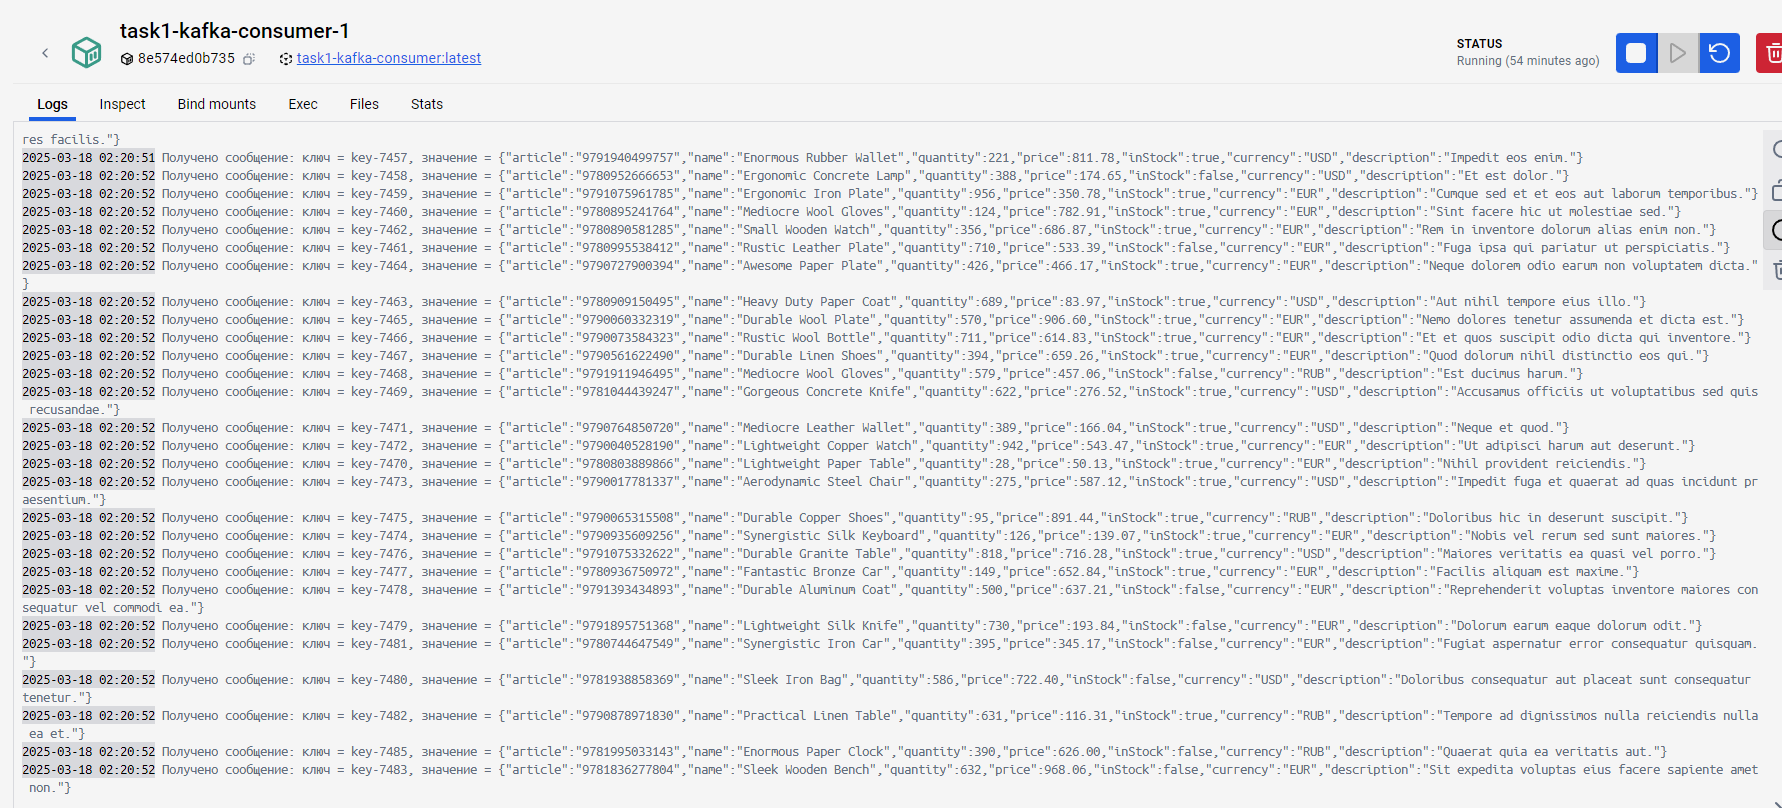 task1-kafka-consumer-1
8e574ed0b735 task1-kafka-consumer:latest
STATUS
Running (54 minutes ago)
Logs Inspect Bind mounts Exec Files Stats
res facilis."}
2025-03-18 02:20:51 Получено сообщение: ключ = key-7457, значение = {"article":"9791940499757","name":"Enormous Rubber Wallet","quantity":221,"price":811.78,"inStock":true,"currency":"USD","description":"Impedit eos enim."}
2025-03-18 02:20:52 Получено сообщение: ключ = key-7458, значение = {"article":"9780952666653","name":"Ergonomic Concrete Lamp","quantity":388,"price":174.65,"inStock":false,"currency":"USD","description":"Et est dolor."}
2025-03-18 02:20:52 Получено сообщение: ключ = key-7459, значение = {"article":"9791075961785","name":"Ergonomic Iron Plate","quantity":956,"price":350.78,"inStock":true,"currency":"EUR","description":"Cumque sed et et eos aut laborum temporibus."}
2025-03-18 02:20:52 Получено сообщение: ключ = key-7460, значение = {"article":"9780895241764","name":"Mediocre Wool Gloves","quantity":124,"price":782.91,"inStock":true,"currency":"EUR","description":"Sint facere hic ut molestiae sed."}
2025-03-18 02:20:52 Получено сообщение: ключ = key-7462, значение = {"article":"9780890581285","name":"Small Wooden Watch","quantity":356,"price":686.87,"inStock":true,"currency":"EUR","description":"Rem in inventore dolorum alias enim non."}
2025-03-18 02:20:52 Получено сообщение: ключ = key-7461, значение = {"article":"9780995538412","name":"Rustic Leather Plate","quantity":710,"price":533.39,"inStock":false,"currency":"EUR","description":"Fuga ipsa qui pariatur ut perspiciatis."}
2025-03-18 02:20:52 Получено сообщение: ключ = key-7464, значение = {"article":"9790727900394","name":"Awesome Paper Plate","quantity":426,"price":466.17,"inStock":true,"currency":"EUR","description":"Neque dolorem odio earum non voluptatem dicta."
}
2025-03-18 02:20:52 Получено сообщение: ключ = key-7463, значение = {"article":"9780909150495","name":"Heavy Duty Paper Coat","quantity":689,"price":83.97,"inStock":true,"currency":"USD","description":"Aut nihil tempore eius illo."}
2025-03-18 02:20:52 Получено сообщение: ключ = key-7465, значение = {"article":"9790060332319","name":"Durable Wool Plate","quantity":570,"price":906.60,"inStock":true,"currency":"EUR","description":"Nemo dolores tenetur assumenda et dicta est."}
2025-03-18 02:20:52 Получено сообщение: ключ = key-7466, значение = {"article":"9790073584323","name":"Rustic Wool Bottle","quantity":711,"price":614.83,"inStock":true,"currency":"EUR","description":"Et et quos suscipit odio dicta qui inventore."}
2025-03-18 02:20:52 Получено сообщение: ключ = key-7467, значение = {"article":"9790561622490","name":"Durable Linen Shoes","quantity":394,"price":659.26,"inStock":true,"currency":"EUR","description":"Quod dolorum nihil distinctio eos qui."}
2025-03-18 02:20:52 Получено сообщение: ключ = key-7468, значение = {"article":"9791911946495","name":"Mediocre Wool Gloves","quantity":579,"price":457.06,"inStock":false,"currency":"RUB","description":"Est ducimus harum."}
2025-03-18 02:20:52 Получено сообщение: ключ = key-7469, значение = {"article":"9781044439247","name":"Gorgeous Concrete Knife","quantity":622,"price":276.52,"inStock":true,"currency":"USD","description":"Accusamus officiis ut voluptatibus sed quis
recusandae."}
2025-03-18 02:20:52 Получено сообщение: ключ = key-7471, значение = {"article":"9790764850720","name":"Mediocre Leather Wallet","quantity":389,"price":166.04,"inStock":true,"currency":"USD","description":"Neque et quod."}
2025-03-18 02:20:52 Получено сообщение: ключ = key-7472, значение = {"article":"9790040528190","name":"Lightweight Copper Watch","quantity":942,"price":543.47,"inStock":true,"currency":"EUR","description":"Ut adipisci harum aut deserunt."}
2025-03-18 02:20:52 Получено сообщение: ключ = key-7470, значение = {"article":"9780803889866","name":"Lightweight Paper Table","quantity":28,"price":50.13,"inStock":true,"currency":"EUR","description":"Nihil provident reiciendis."}
2025-03-18 02:20:52 Получено сообщение: ключ = key-7473, значение = {"article":"9790017781337","name":"Aerodynamic Steel Chair","quantity":275,"price":587.12,"inStock":true,"currency":"USD","description":"Impedit fuga et quaerat ad quas incidunt pr
aesentium."}
2025-03-18 02:20:52 Получено сообщение: ключ = key-7475, значение = {"article":"9790065315508","name":"Durable Copper Shoes","quantity":95,"price":891.44,"inStock":true,"currency":"RUB","description":"Doloribus hic in deserunt suscipit."}
2025-03-18 02:20:52 Получено сообщение: ключ = key-7474, значение = {"article":"9790935609256","name":"Synergistic Silk Keyboard","quantity":126,"price":139.07,"inStock":true,"currency":"EUR","description":"Nobis vel rerum sed sunt maiores."}
2025-03-18 02:20:52 Получено сообщение: ключ = key-7476, значение = {"article":"9791075332622","name":"Durable Granite Table","quantity":818,"price":716.28,"inStock":true,"currency":"USD","description":"Maiores veritatis ea quasi vel porro."}
2025-03-18 02:20:52 Получено сообщение: ключ = key-7477, значение = {"article":"9780936750972","name":"Fantastic Bronze Car","quantity":149,"price":652.84,"inStock":true,"currency":"EUR","description":"Facilis aliquam est maxime."}
2025-03-18 02:20:52 Получено сообщение: ключ = key-7478, значение = {"article":"9791393434893","name":"Durable Aluminum Coat","quantity":500,"price":637.21,"inStock":false,"currency":"EUR","description":"Reprehenderit voluptas inventore maiores con
sequatur vel commodi ea."}
2025-03-18 02:20:52 Получено сообщение: ключ = key-7479, значение = {"article":"9791895751368","name":"Lightweight Silk Knife","quantity":730,"price":193.84,"inStock":false,"currency":"EUR","description":"Dolorum earum eaque dolorum odit."}
2025-03-18 02:20:52 Получено сообщение: ключ = key-7481, значение = {"article":"9780744647549","name":"Synergistic Iron Car","quantity":395,"price":345.17,"inStock":false,"currency":"EUR","description":"Fugiat aspernatur error consequatur quisquam.
"}
2025-03-18 02:20:52 Получено сообщение: ключ = key-7480, значение = {"article":"9781938858369","name":"Sleek Iron Bag","quantity":586,"price":722.40,"inStock":false,"currency":"USD","description":"Doloribus consequatur aut placeat sunt consequatur
tenetur."}
2025-03-18 02:20:52 Получено сообщение: ключ = key-7482, значение = {"article":"9790878971830","name":"Practical Linen Table","quantity":631,"price":116.31,"inStock":true,"currency":"RUB","description":"Tempore ad dignissimos nulla reiciendis nulla
ea et."}
2025-03-18 02:20:52 Получено сообщение: ключ = key-7485, значение = {"article":"9781995033143","name":"Enormous Paper Clock","quantity":390,"price":626.00,"inStock":false,"currency":"RUB","description":"Quaerat quia ea veritatis aut."}
2025-03-18 02:20:52 Получено сообщение: ключ = key-7483, значение = {"article":"9781836277804","name":"Sleek Wooden Bench","quantity":632,"price":968.06,"inStock":false,"currency":"EUR","description":"Sit expedita voluptas eius facere sapiente amet
non."}